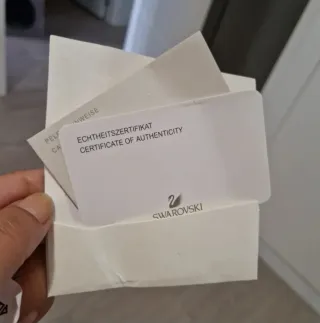 ECHTHEITSZERTIFIKAT
CERTIFICATE OF AUTHENTICITY
SWAROVSKI